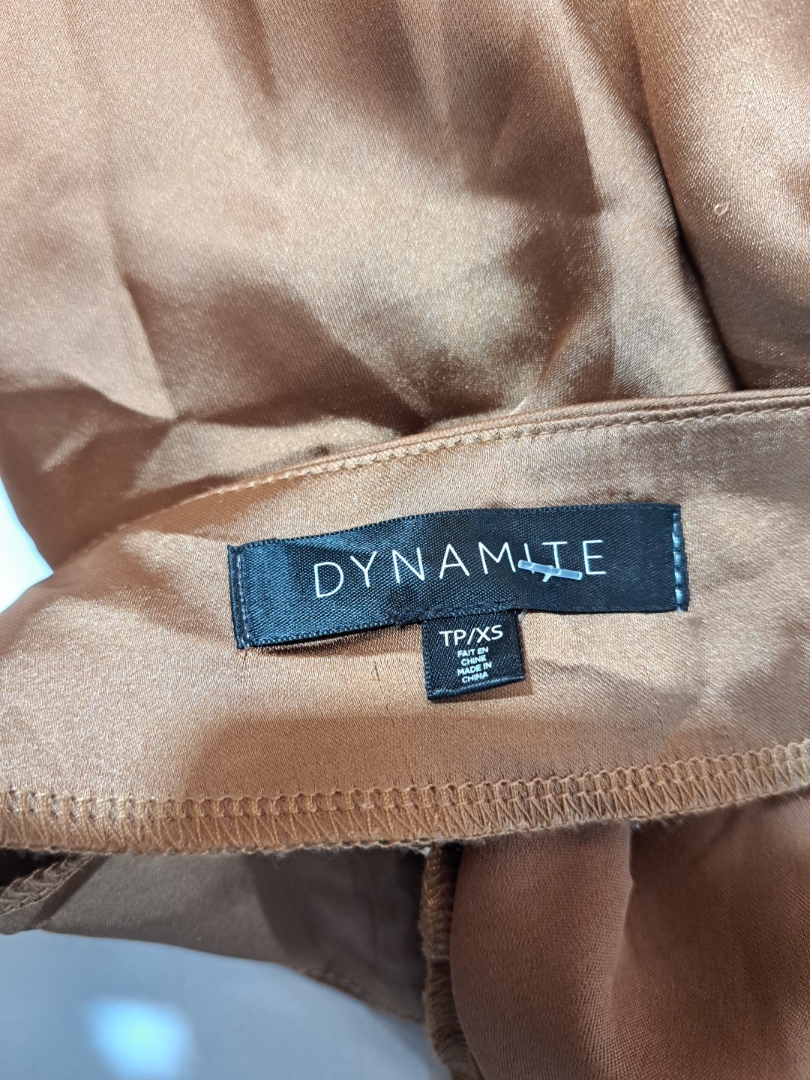 DYNAMITE
TP/XS
FAIT EN
CHINE
MADE IN
CHINA